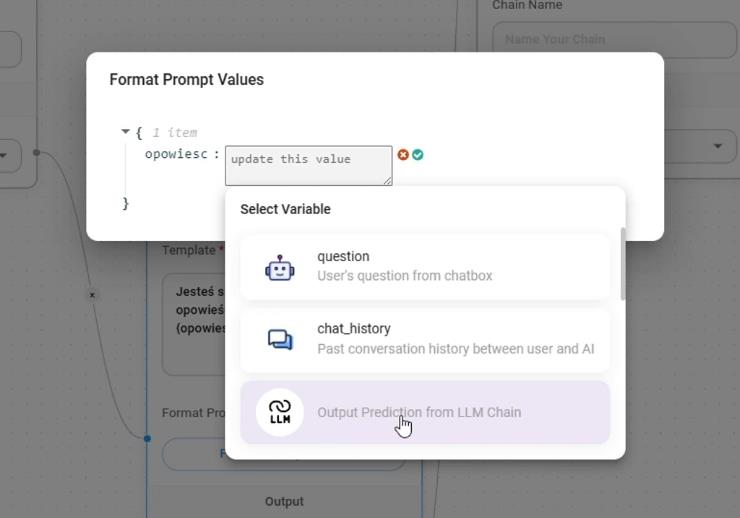 Chain Name
Name Your Chain
Format Prompt Values
{ 1 item
opowiesc : update this value
}
Select Variable
question
User's question from chatbox
chat_history
Past conversation history between user and AI
LLM
Output Prediction from LLM Chain
Template *
x
Jesteś s
opowieś
{opowies
Format Pro
F
Output